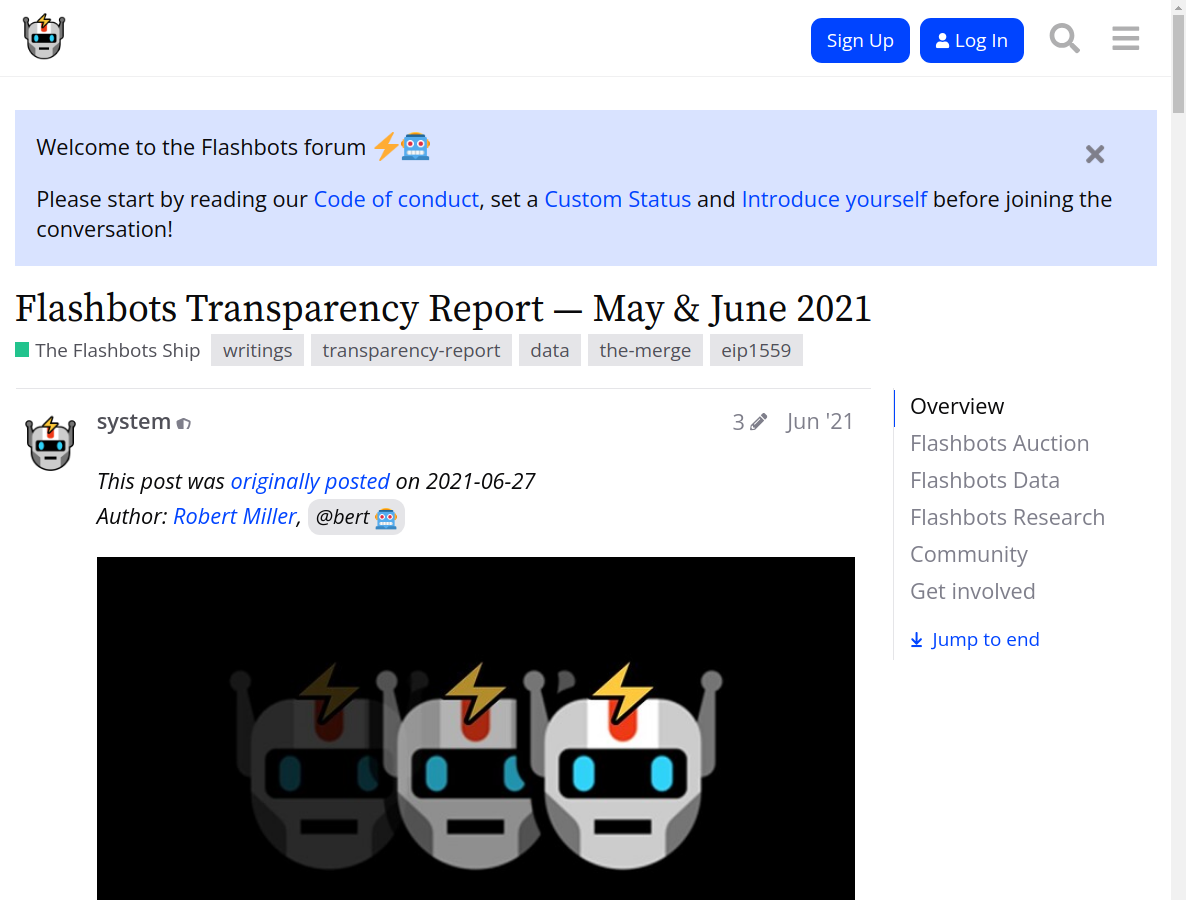 Sign Up
Log In
Welcome to the Flashbots forum
Please start by reading our Code of conduct, set a Custom Status and Introduce yourself before joining the
conversation!
Flashbots Transparency Report — May & June 2021
The Flashbots Ship writings transparency-report data the-merge eip1559
system 3 Jun '21
This post was originally posted on 2021-06-27
Author: Robert Miller, @bert
Overview
Flashbots Auction
Flashbots Data
Flashbots Research
Community
Get involved
Jump to end